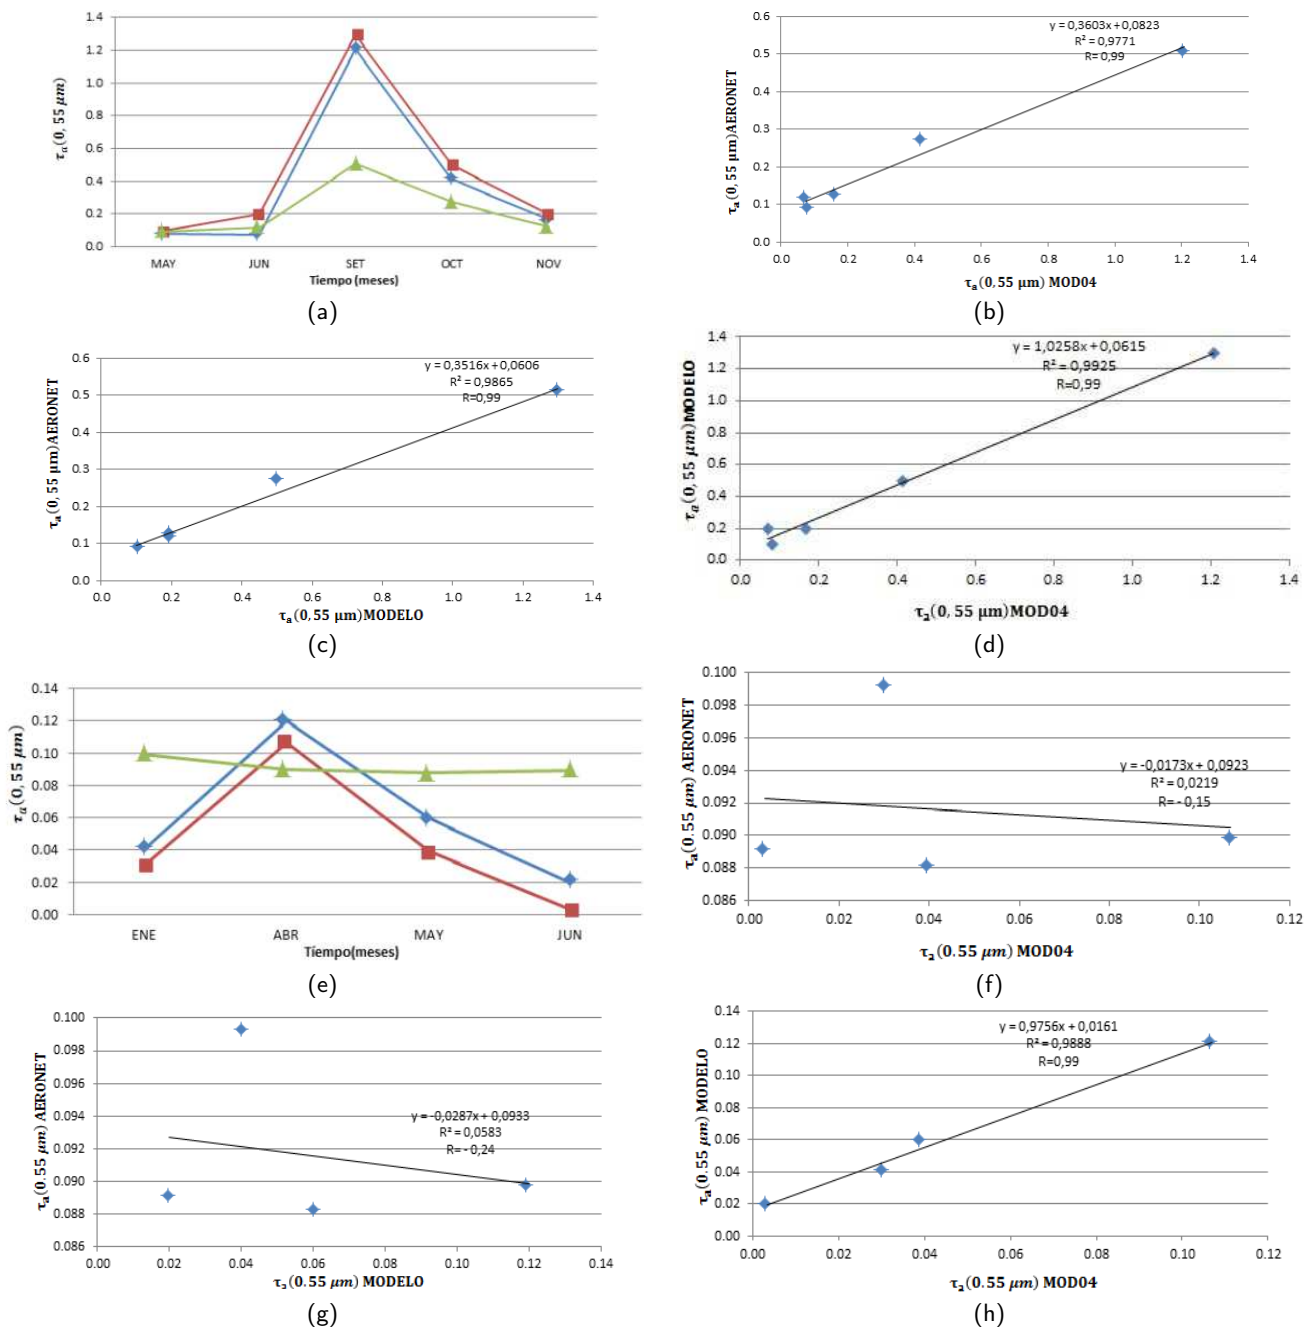 1.4
1.2
1.0
0.8
0.6
0.4
0.2
0.0
τa(0, 55 μm)
MAY JUN SET OCT NOV
Tiempo (meses)
(a)
0.6
0.5
0.4
0.3
0.2
0.1
0.0
τa(0, 55 μm)AERONET
y = 0,3603x + 0,0823
R² = 0,9771
R= 0,99
0.0 0.2 0.4 0.6 0.8 1.0 1.2 1.4
τa(0, 55 μm) MOD04
(b)
0.6
0.5
0.4
0.3
0.2
0.1
0.0
τa(0, 55 μm)AERONET
y = 0,3516x + 0,0606
R² = 0,9865
R=0,99
0.0 0.2 0.4 0.6 0.8 1.0 1.2 1.4
τa(0, 55 μm)MODELO
(c)
1.4
1.2
1.0
0.8
0.6
0.4
0.2
0.0
τa(0, 55 μm)MODELO
y = 1,0258x + 0,0615
R² = 0,9925
R=0,99
0.0 0.2 0.4 0.6 0.8 1.0 1.2 1.4
τa(0, 55 μm)MOD04
(d)
0.14
0.12
0.10
0.08
0.06
0.04
0.02
0.00
τa(0, 55 μm)
ENE ABR MAY JUN
Tiempo(meses)
(e)
0.100
0.098
0.096
0.094
0.092
0.090
0.088
0.086
τa(0.55 μm) AERONET
y = -0,0173x + 0,0923
R² = 0,0219
R= - 0,15
0.00 0.02 0.04 0.06 0.08 0.10 0.12
τa(0.55 μm) MOD04
(f)
0.100
0.098
0.096
0.094
0.092
0.090
0.088
0.086
τa(0.55 μm) AERONET
y = -0,0287x + 0,0933
R² = 0,0583
R= - 0,24
0.00 0.02 0.04 0.06 0.08 0.10 0.12 0.14
τa(0.55 μm) MODELO
(g)
0.14
0.12
0.10
0.08
0.06
0.04
0.02
0.00
τa(0.55 μm) MODELO
y = 0,9756x + 0,0161
R² = 0,9888
R=0,99
0.00 0.02 0.04 0.06 0.08 0.10 0.12
τa(0.55 μm) MOD04
(h)